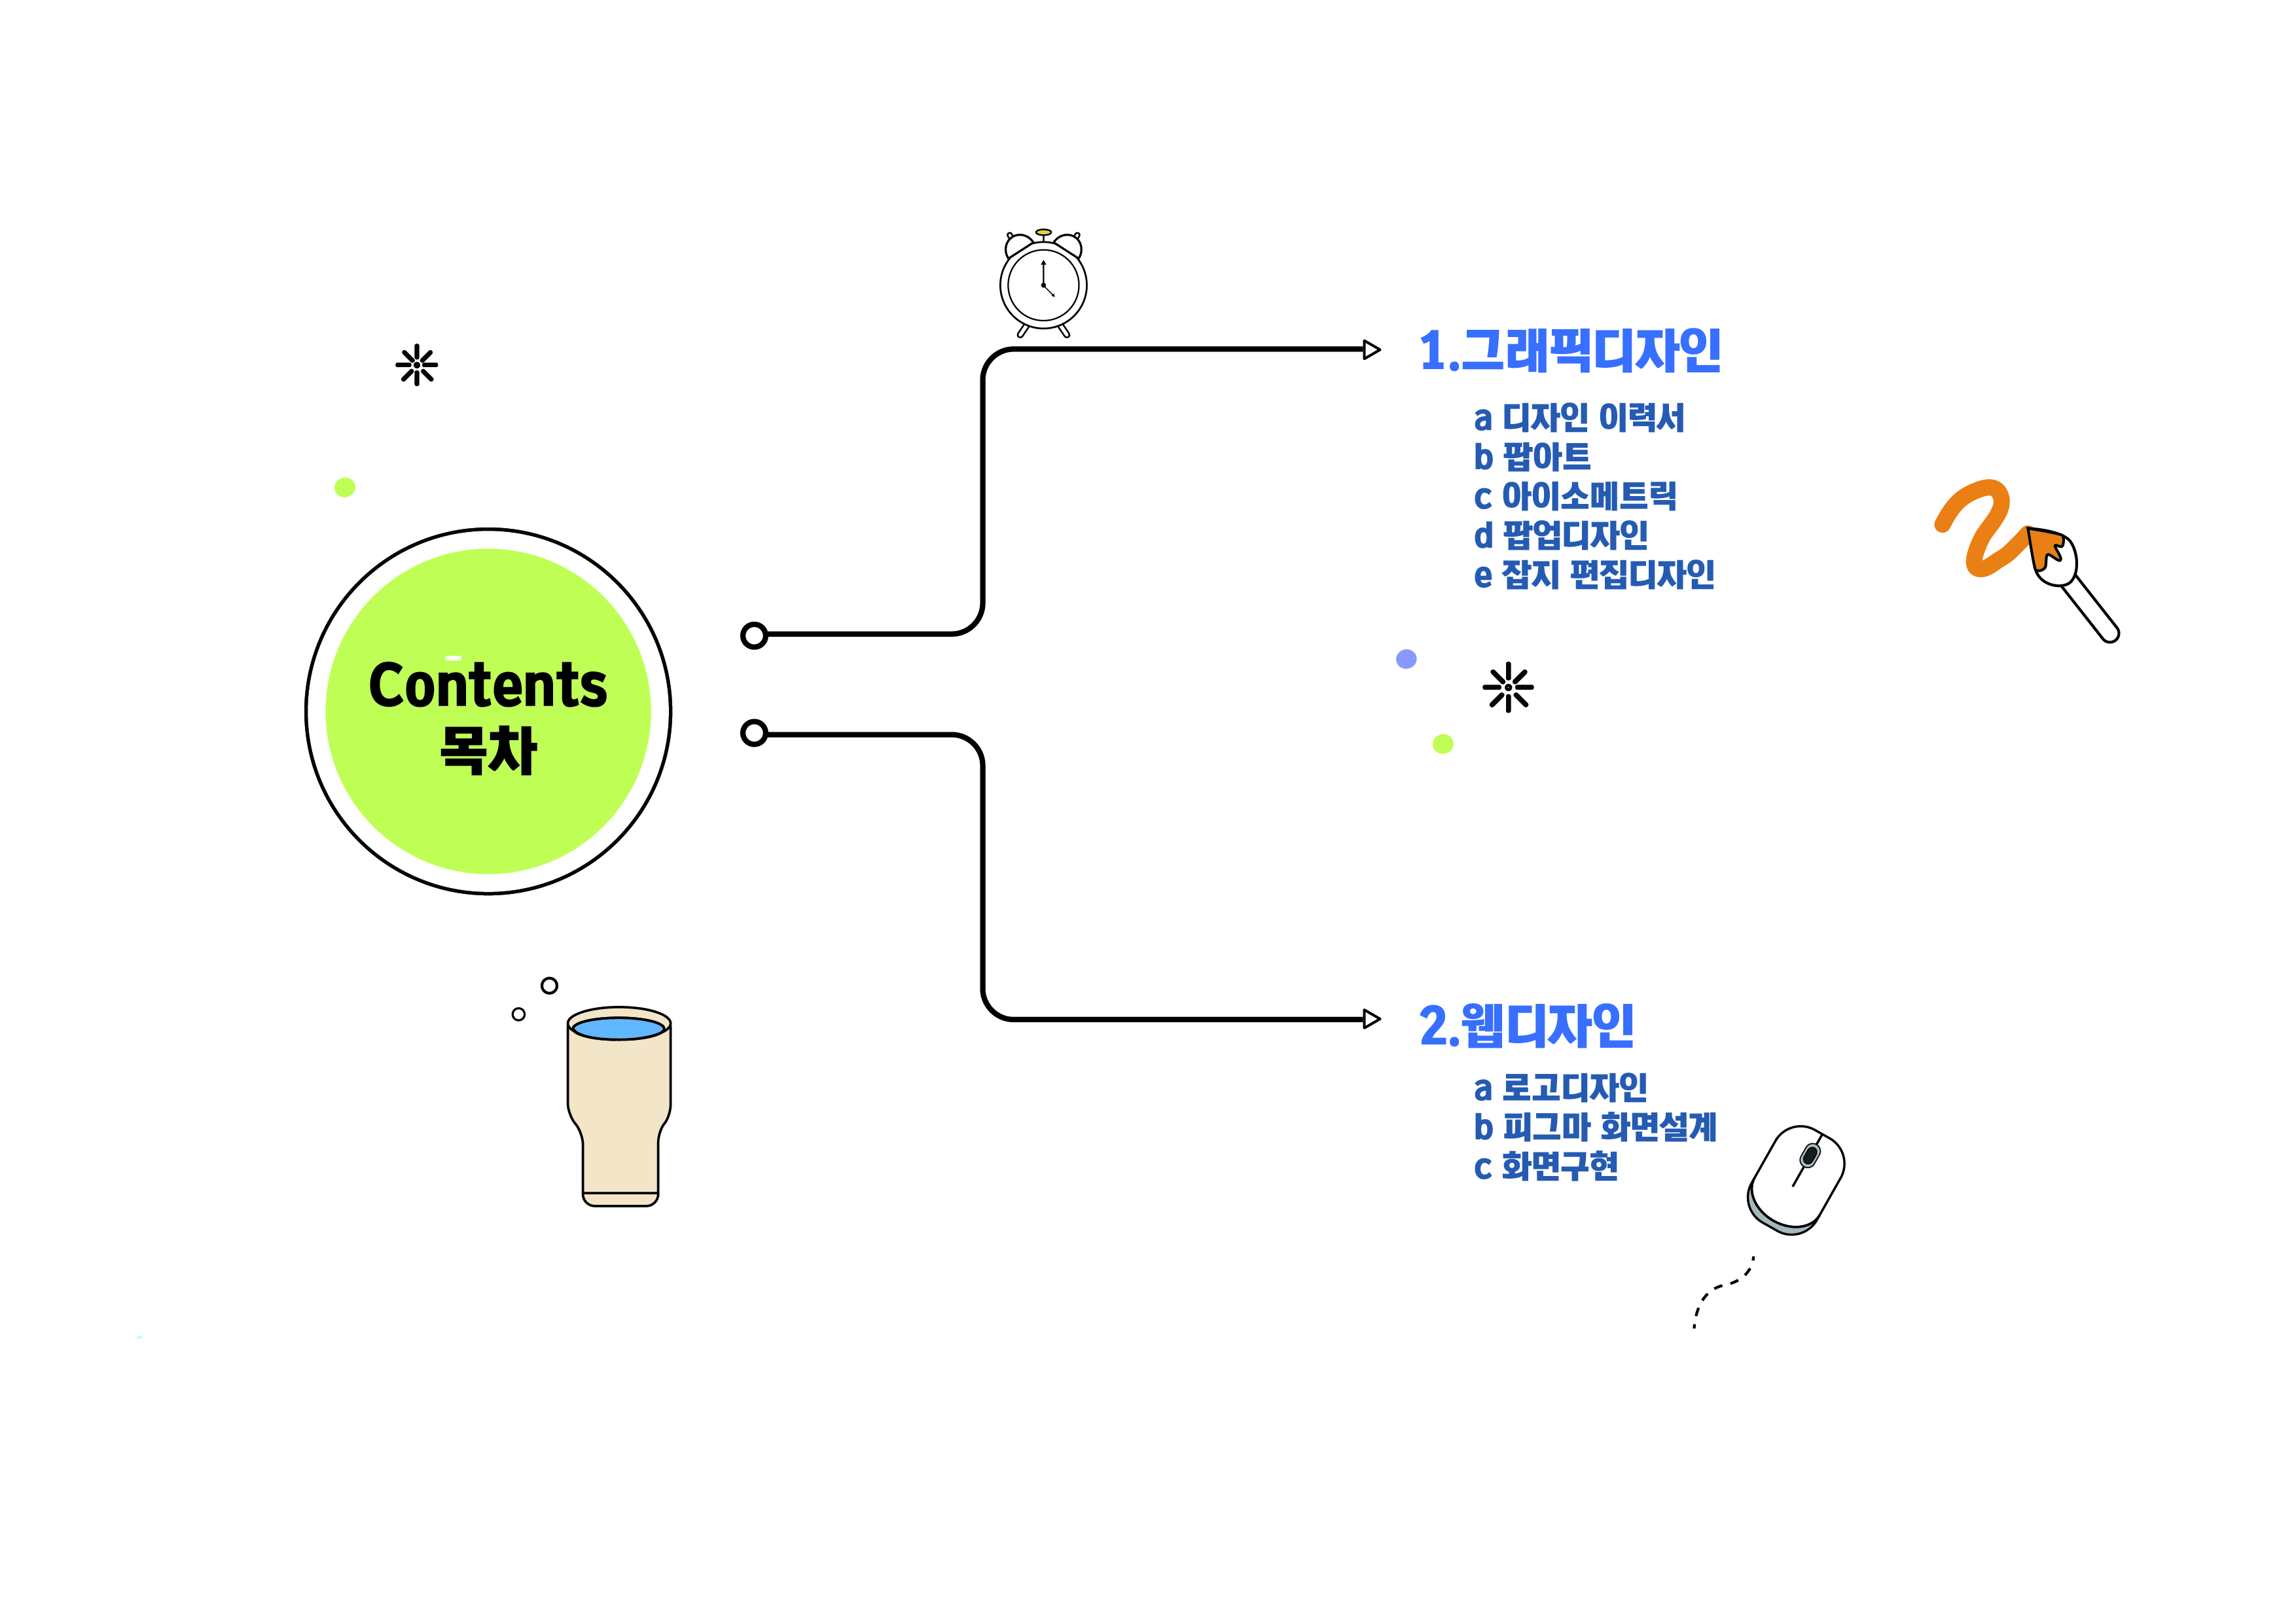 Contents
목차
1.그래픽디자인
a 디자인 이력서
b 팝아트
c 아이소메트릭
d 팝업디자인
e 잡지 편집디자인
2.웹디자인
a 로고디자인
b 피그마 화면설계
c 화면구현